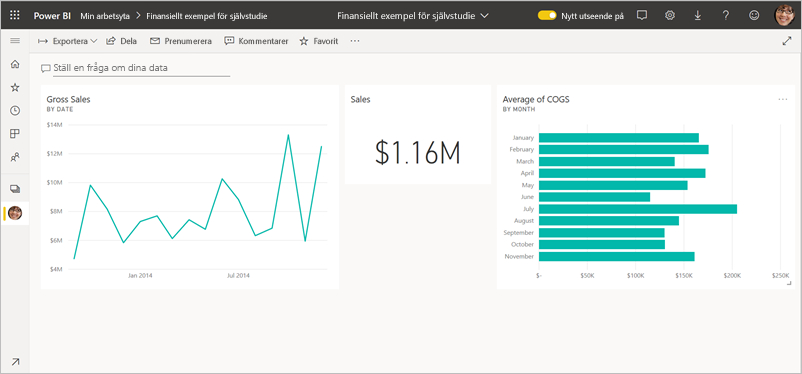 Power BI Min arbetsyta > Finansiellt exempel för självstudie Finansiellt exempel för självstudie Nytt utseende på ?
Exportera Dela Prenumerera Kommentarer Favorit ...
Ställ en fråga om dina data
Gross Sales
BY DATE
$14M
$12M
$10M
$8M
$6M
$4M
Jan 2014 Jul 2014
Sales
$1.16M
Average of COGS ...
BY MONTH
January
February
March
April
May
June
July
August
September
October
November
$- $50K $100K $150K $200K $250K